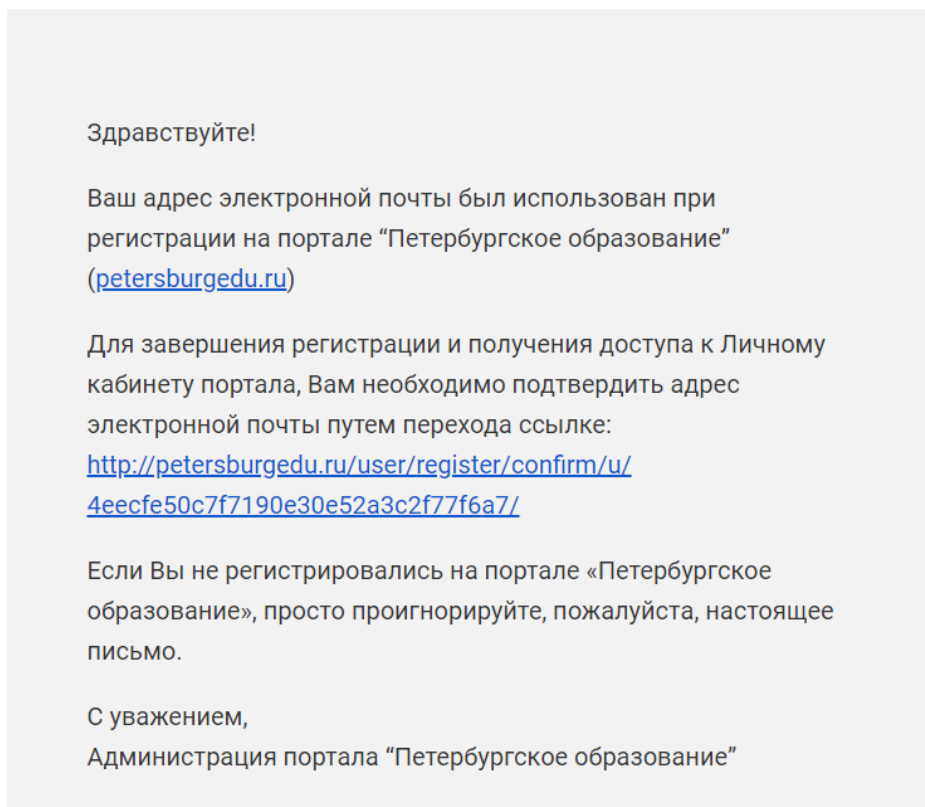 Здравствуйте!
Ваш адрес электронной почты был использован при
регистрации на портале “Петербургское образование”
(petersburgedu.ru)
Для завершения регистрации и получения доступа к Личному
кабинету портала, Вам необходимо подтвердить адрес
электронной почты путем перехода ссылке:
http://petersburgedu.ru/user/register/confirm/u/
4eecfe50c7f7190e30e52a3c2f77f6a7/
Если Вы не регистрировались на портале «Петербургское
образование», просто проигнорируйте, пожалуйста, настоящее
письмо.
С уважением,
Администрация портала “Петербургское образование”